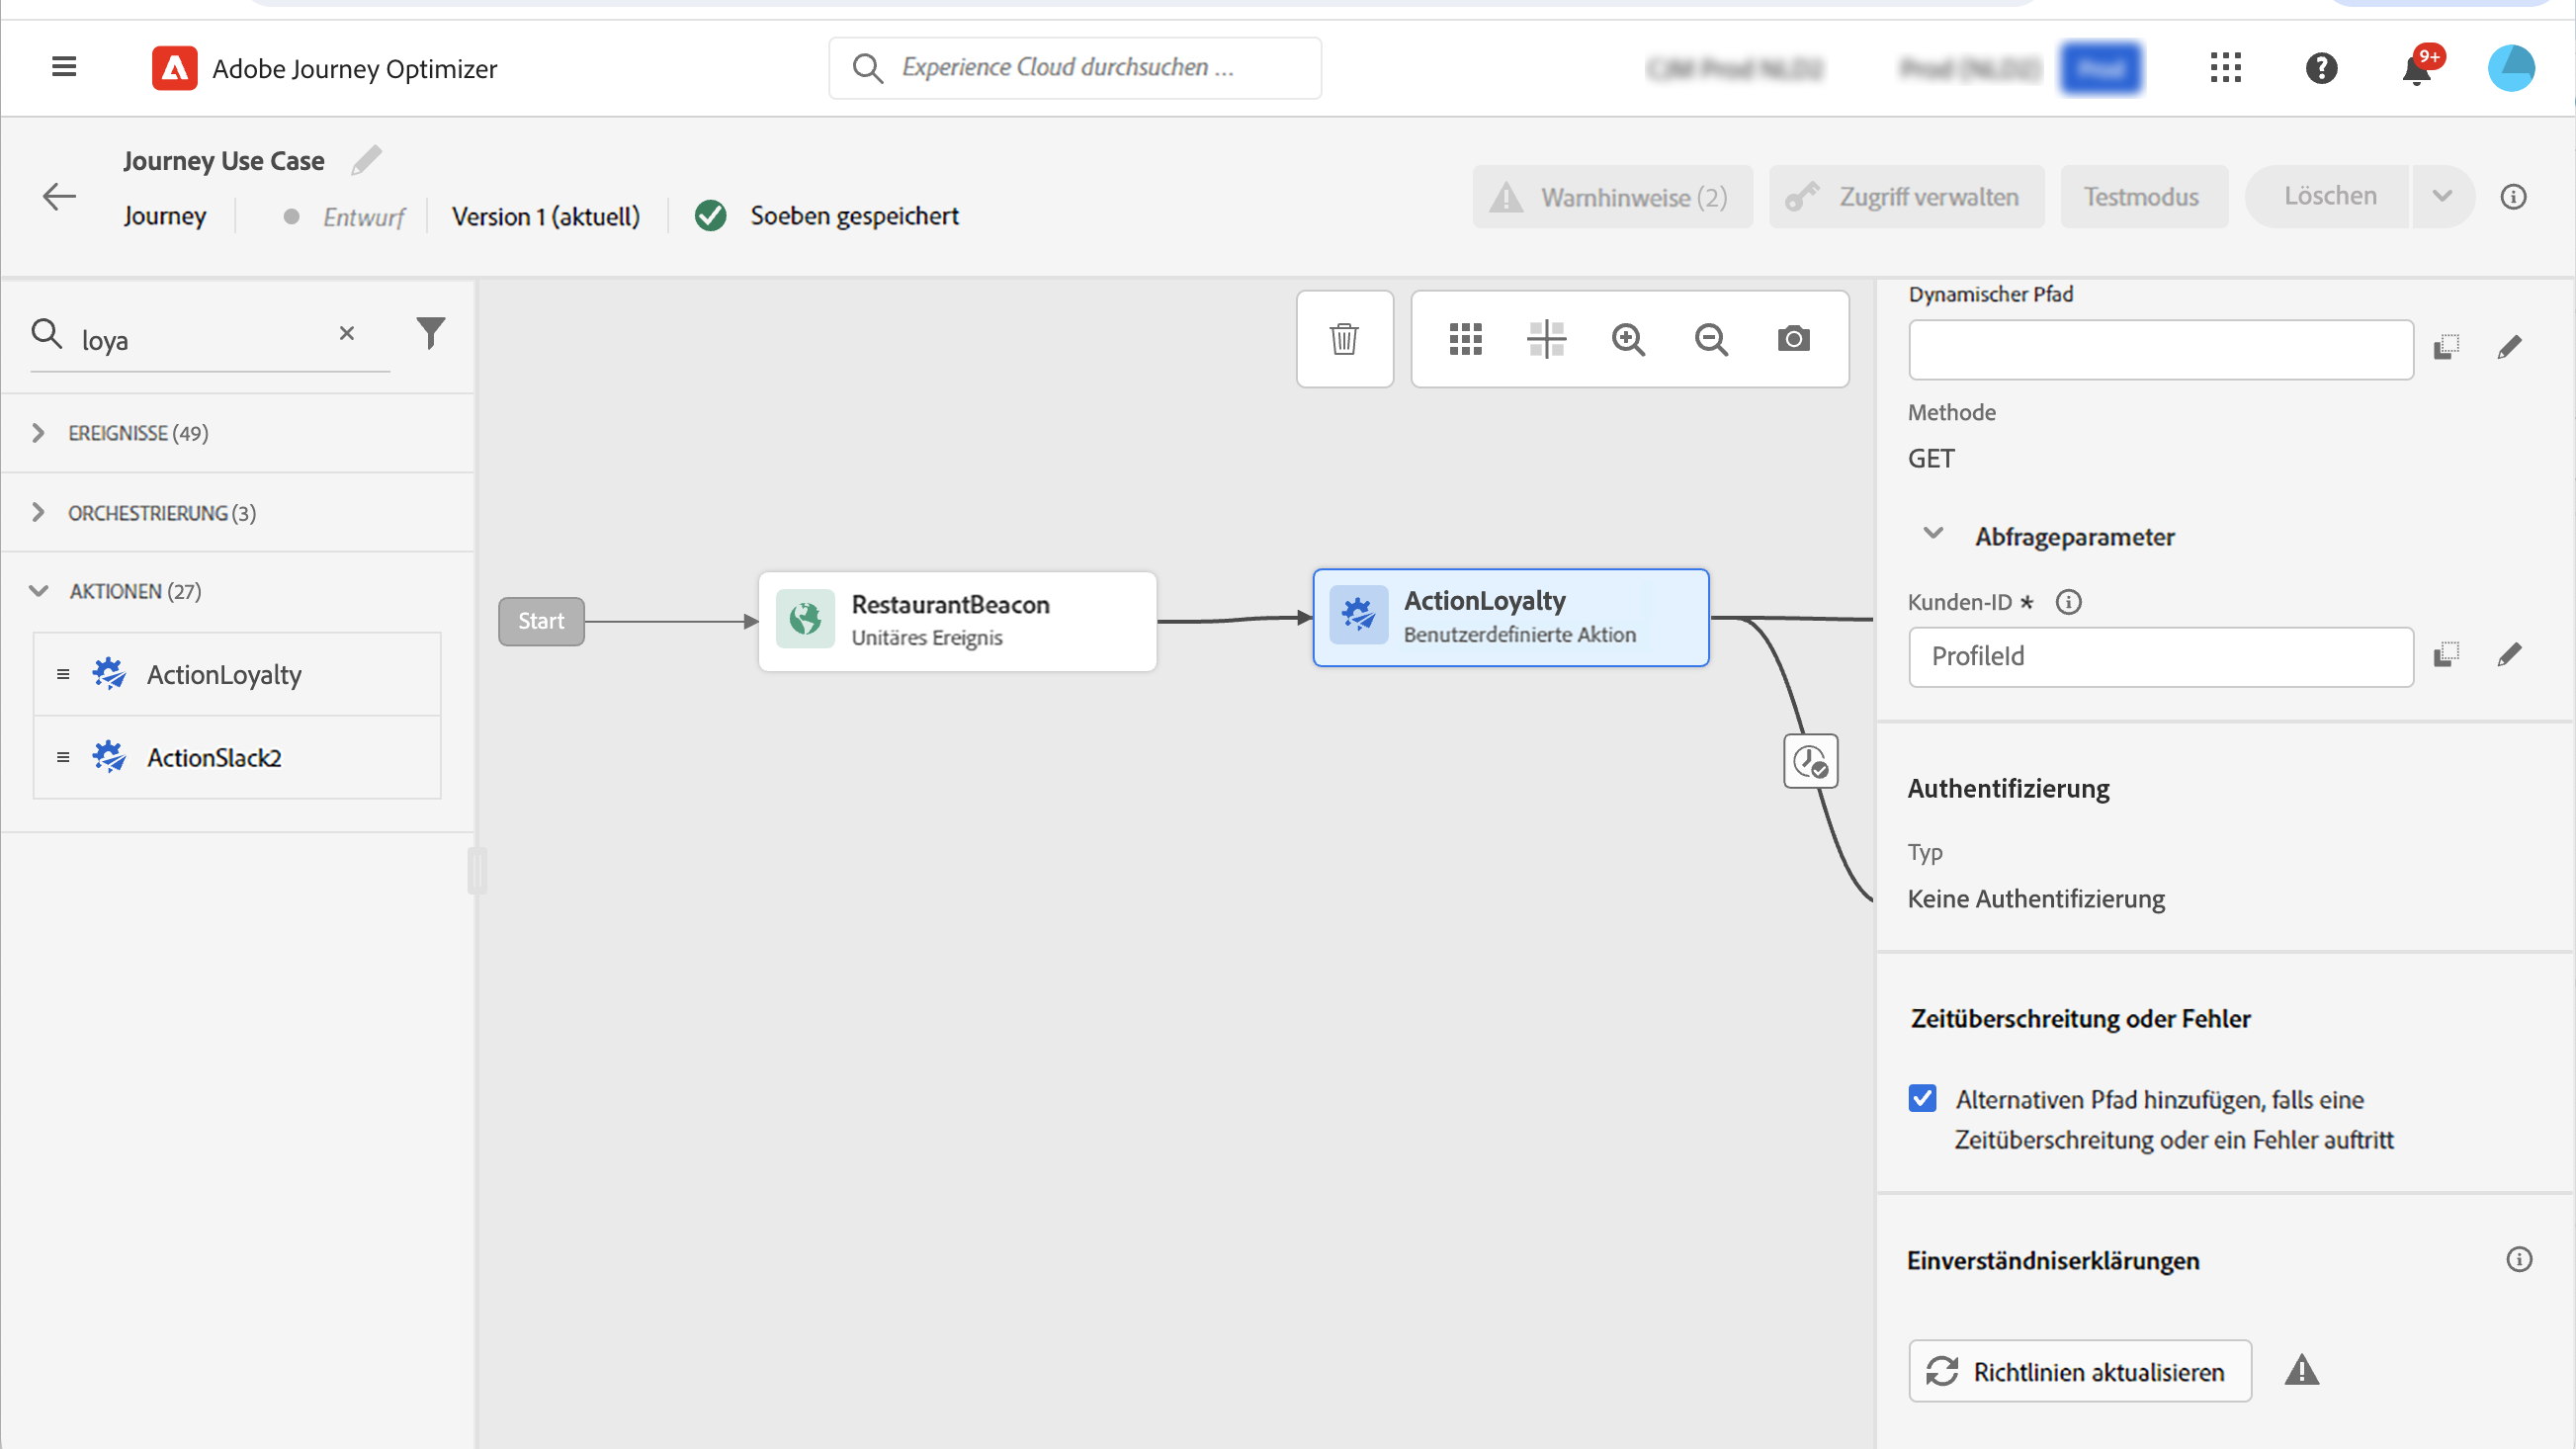 Adobe Journey Optimizer
Experience Cloud durchsuchen ...
9+
Journey Use Case
Journey
Entwurf
Version 1 (aktuell)
Soeben gespeichert
Warnhinweise (2)
Zugriff verwalten
Testmodus
Löschen
loya
EREIGNISSE (49)
ORCHESTRIERUNG (3)
AKTIONEN (27)
ActionLoyalty
ActionSlack2
Start
RestaurantBeacon
Unitäres Ereignis
ActionLoyalty
Benutzerdefinierte Aktion
Dynamischer Pfad
Methode
GET
Abfrageparameter
Kunden-ID *
ProfileId
Authentifizierung
Typ
Keine Authentifizierung
Zeitüberschreitung oder Fehler
Alternativen Pfad hinzufügen, falls eine
Zeitüberschreitung oder ein Fehler auftritt
Einverständniserklärungen
Richtlinien aktualisieren